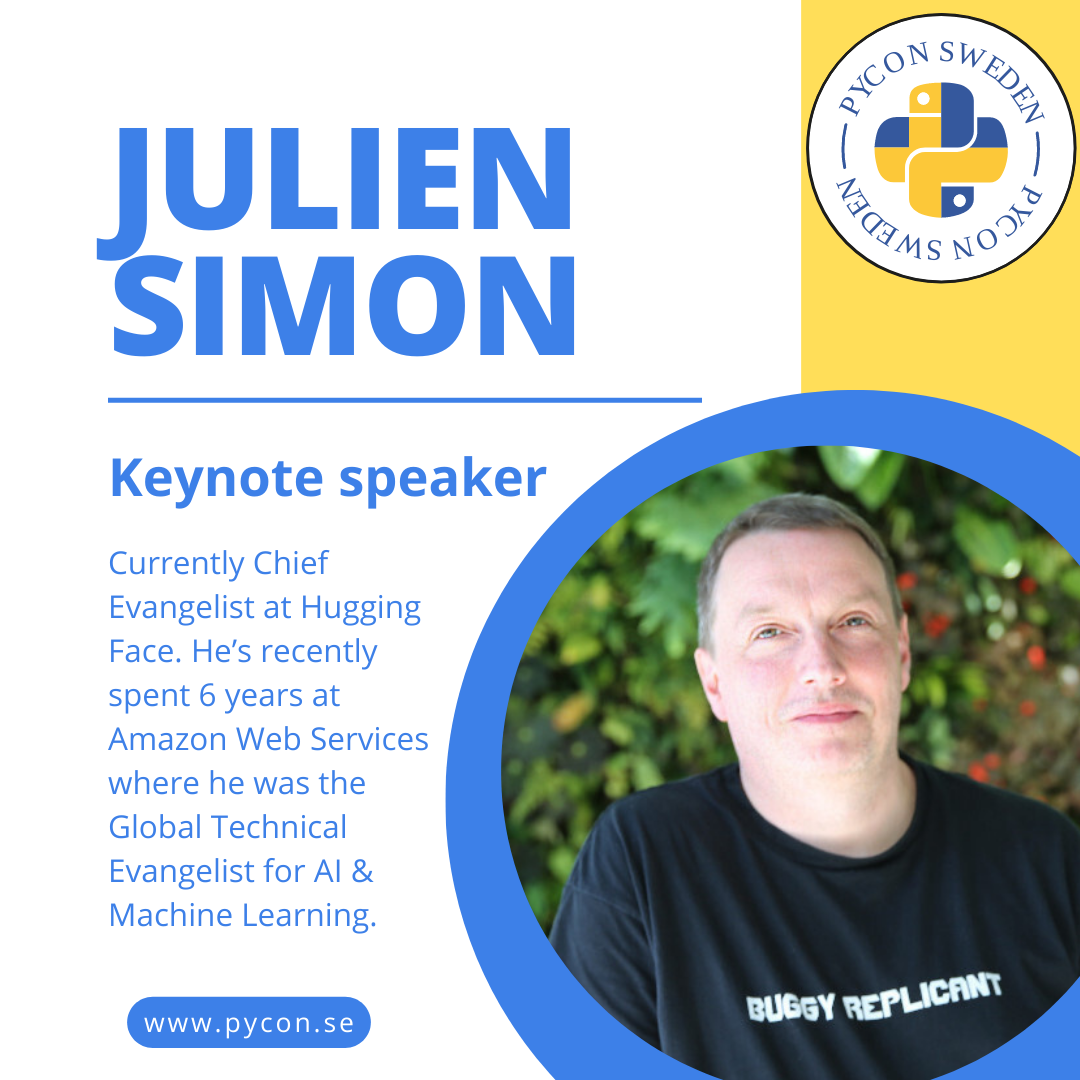 PYCON SWEDEN
PYCON SWEDEN
JULIEN
SIMON
Keynote speaker
Currently Chief
Evangelist at Hugging
Face. He’s recently
spent 6 years at
Amazon Web Services
where he was the
Global Technical
Evangelist for AI &
Machine Learning.
BUGGY REPLICANT
www.pycon.se